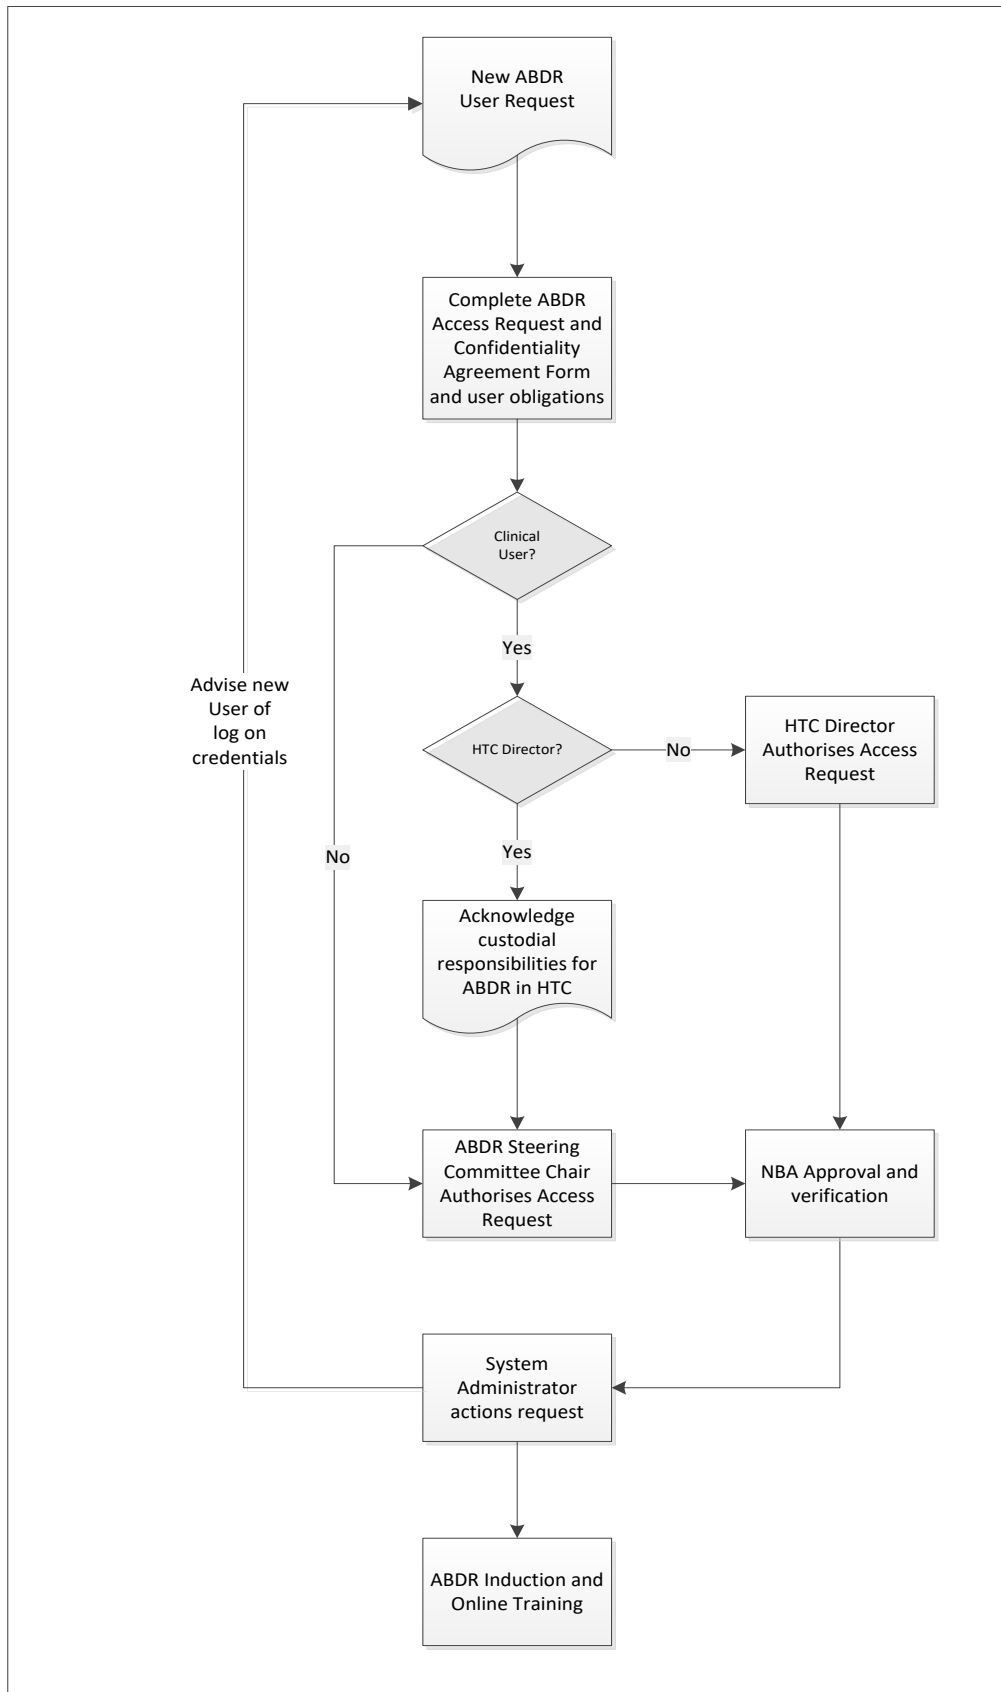 New ABDR
User Request
Complete ABDR
Access Request and
Confidentiality
Agreement Form
and user obligations
Clinical
User?
Yes
Advise new
User of
log on
credentials
HTC Director?
No
HTC Director
Authorises Access
Request
No
Yes
Acknowledge
custodial
responsibilities for
ABDR in HTC
ABDR Steering
Committee Chair
Authorises Access
Request
NBA Approval and
verification
System
Administrator
actions request
ABDR Induction and
Online Training